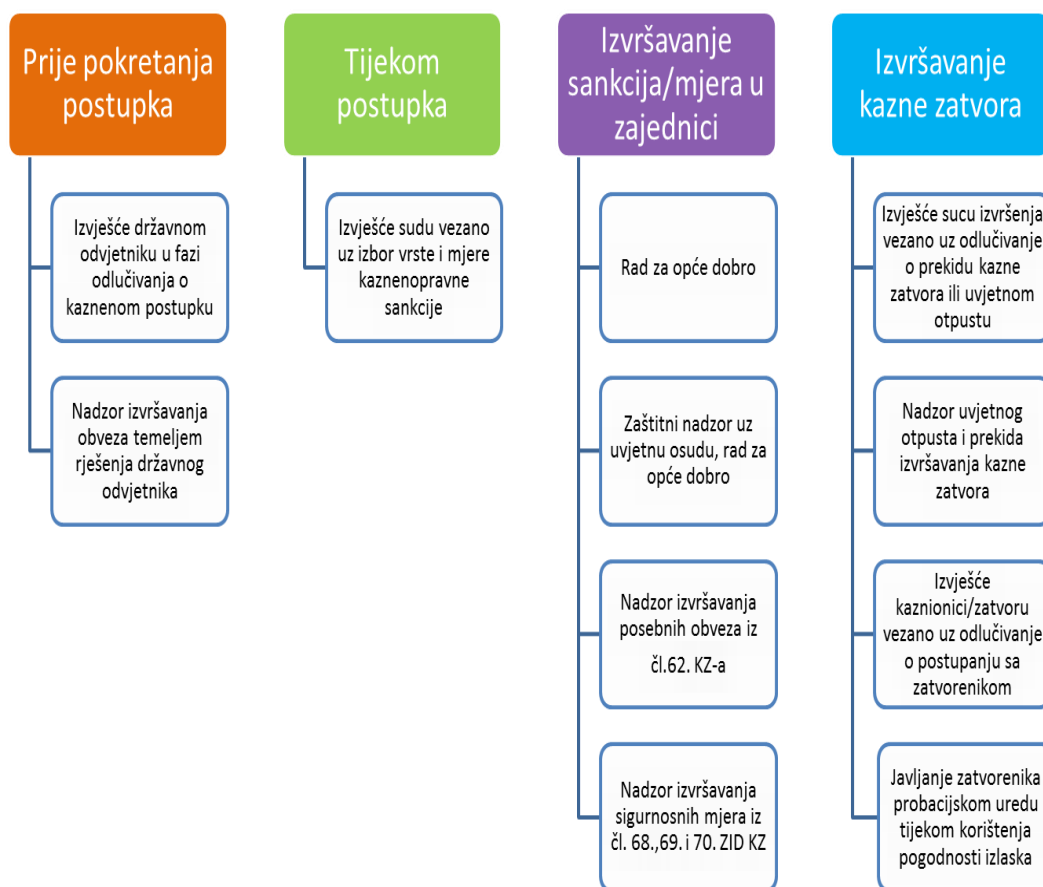 Prije pokretanja
postupka
Izvješće državnom
odvjetniku u fazi
odlučivanja o
kaznenom postupku
Nadzor izvršavanja
obveza temeljem
rješenja državnog
odvjetnika
Tijekom
postupka
Izvješće sudu vezano
uz izbor vrste i mjere
kaznenopravne
sankcije
Izvršavanje
sankcija/mjera u
zajednici
Rad za opće dobro
Zaštitni nadzor uz
uvjetnu osudu, rad za
opće dobro
Nadzor izvršavanja
posebnih obveza iz
čl.62. KZ-a
Nadzor izvršavanja
sigurnosnih mjera iz
čl. 68.,69. i 70. ZID KZ
Izvršavanje
kazne zatvora
Izvješće sucu izvršenja
vezano uz odlučivanje
o prekidu kazne
zatvora ili uvjetnom
otpustu
Nadzor uvjetnog
otpusta i prekida
izvršavanja kazne
zatvora
Izvješće
kaznionici/zatvoru
vezano uz odlučivanje
o postupanju sa
zatvorenikom
Javljanje zatvorenika
probacijskom uredu
tijekom korištenja
pogodnosti izlaska